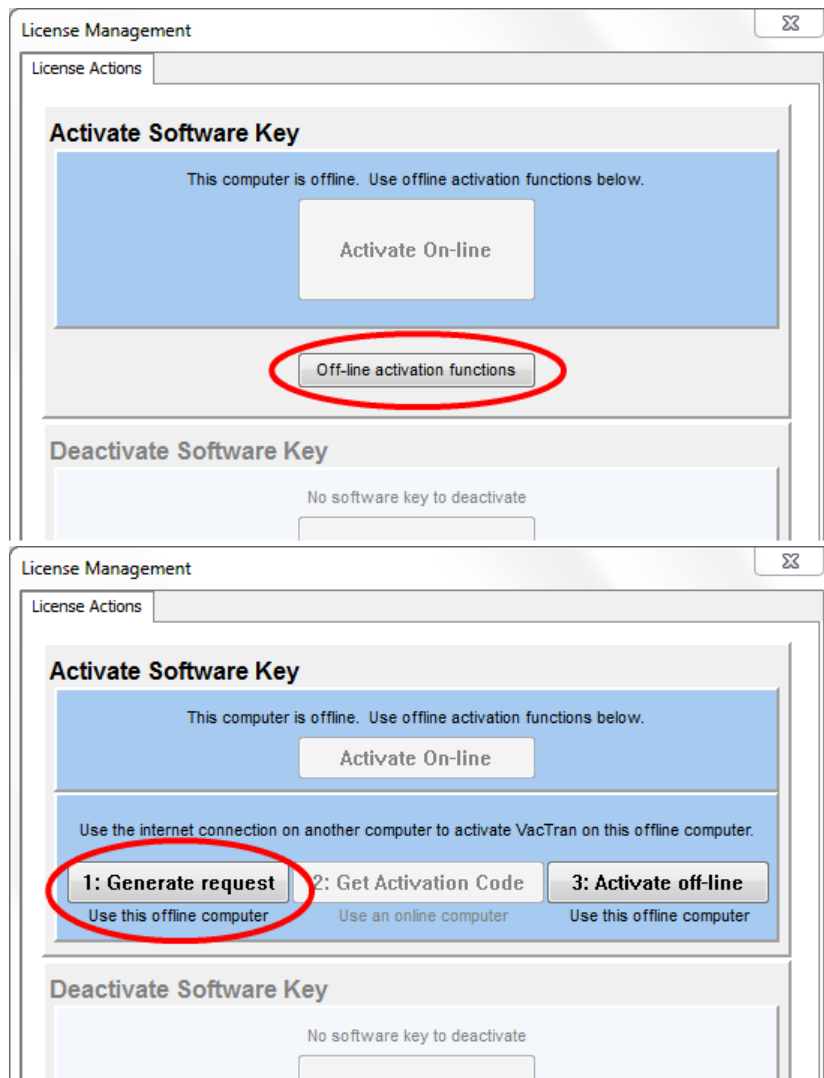 License Management
License Actions
Activate Software Key
This computer is offline.  Use offline activation functions below.
Activate On-line
Off-line activation functions
Deactivate Software Key
No software key to deactivate
License Management
License Actions
Activate Software Key
This computer is offline.  Use offline activation functions below.
Activate On-line
Use the internet connection on another computer to activate VacTran on this offline computer.
1: Generate request 2: Get Activation Code 3: Activate off-line
Use this offline computer Use an online computer Use this offline computer
Deactivate Software Key
No software key to deactivate